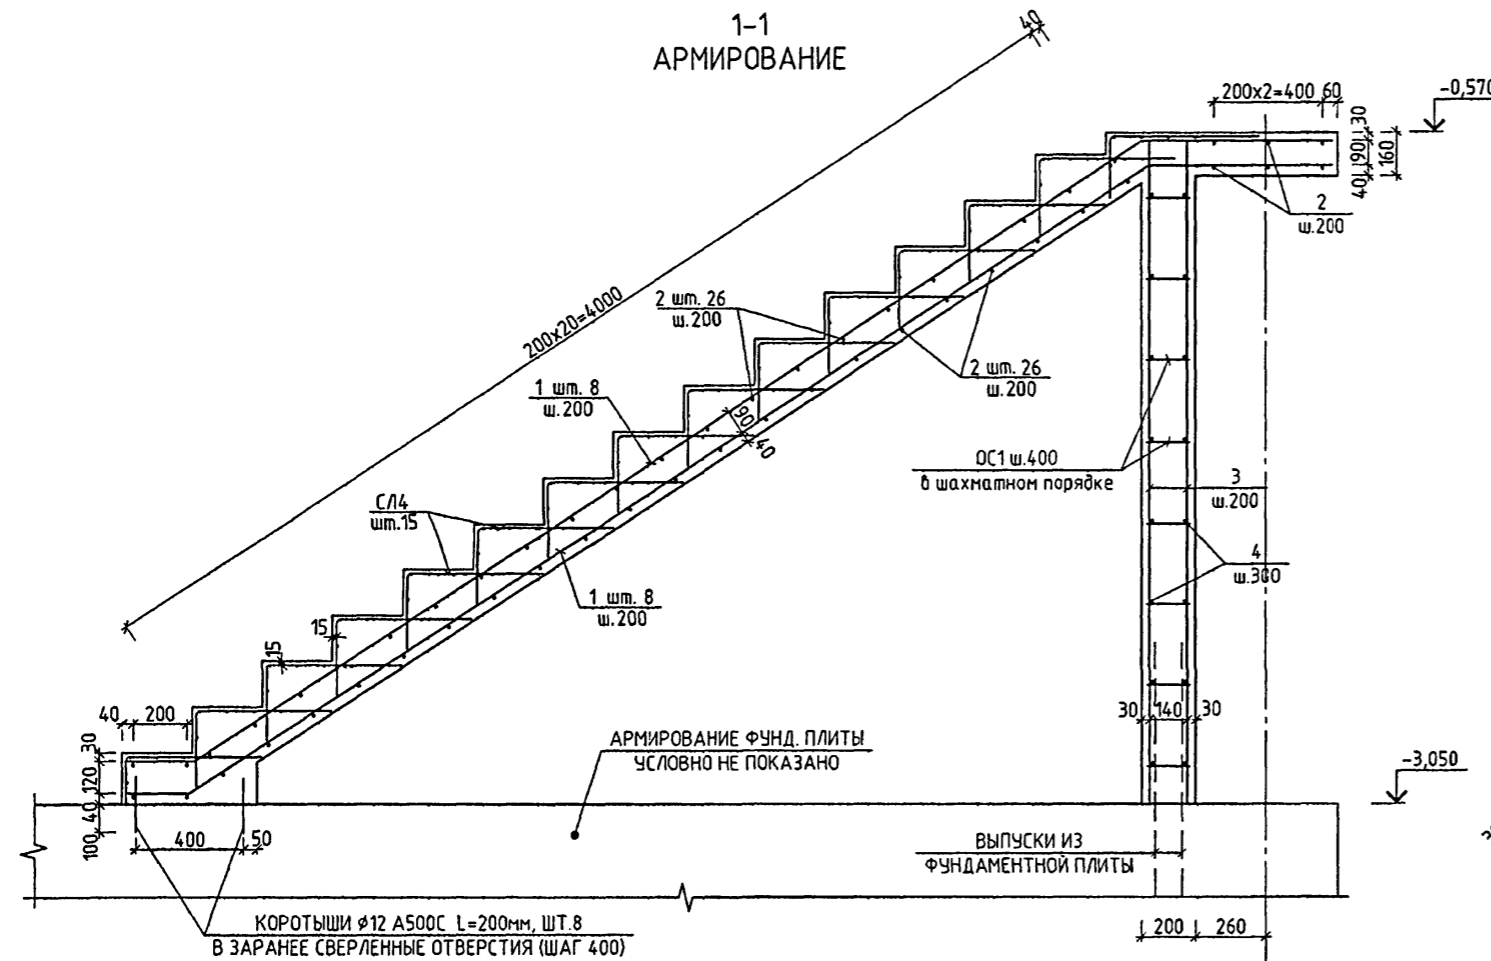 1-1
АРМИРОВАНИЕ
40
200х2=400 60
-0,570
30
90
160
40
2
ш.200
200х20=4000
2 шт. 26
ш.200
2 шт. 26
ш.200
1 шт. 8
ш.200
90
40
ОС1 ш.400
в шахматном порядке
3
ш.200
СЛ4
шт.15
4
ш.300
1 шт. 8
ш.200
15
15
40 200
30 140 30
30
120
40
100
АРМИРОВАНИЕ ФУНД. ПЛИТЫ
УСЛОВНО НЕ ПОКАЗАНО
-3,050
400 50
ВЫПУСКИ ИЗ
ФУНДАМЕНТНОЙ ПЛИТЫ
КОРОТЫШИ ø12 А500С L=200мм, ШТ.8
В ЗАРАНЕЕ СВЕРЛЕННЫЕ ОТВЕРСТИЯ (ШАГ 400)
200 260